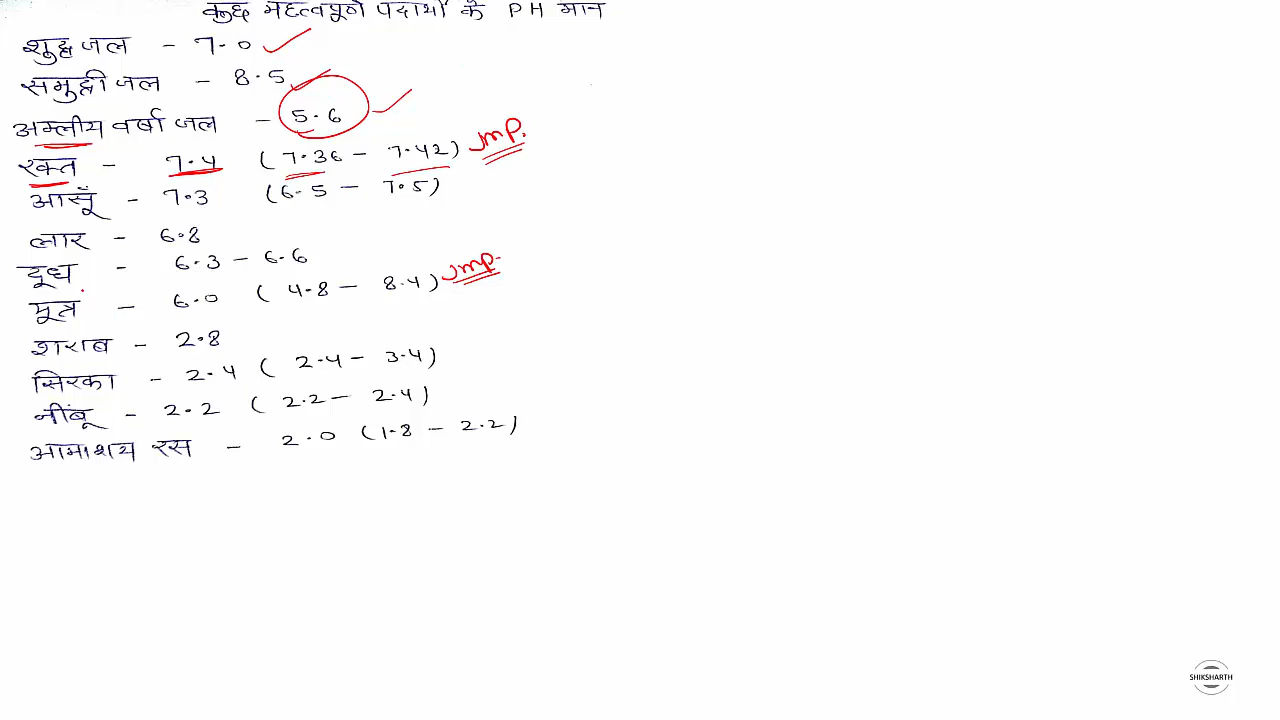 कुछ महत्वपूर्ण पदार्थो के PH मान
शुद्ध जल - 7.0
समुद्री जल - 8.5
अम्लीय वर्षा जल - 5.6
रक्त - 7.4 (7.36 - 7.42) Imp.
आसूँ - 7.3 (6.5 - 7.5)
लार - 6.8
दूध - 6.3 - 6.6
मूत्र - 6.0 (4.8 - 8.4) Imp.
शराब - 2.8
सिरका - 2.4 (2.4 - 3.4)
नींबू - 2.2 (2.2 - 2.4)
आमाशय रस - 2.0 (1.8 - 2.2)
SHIKSHARTH